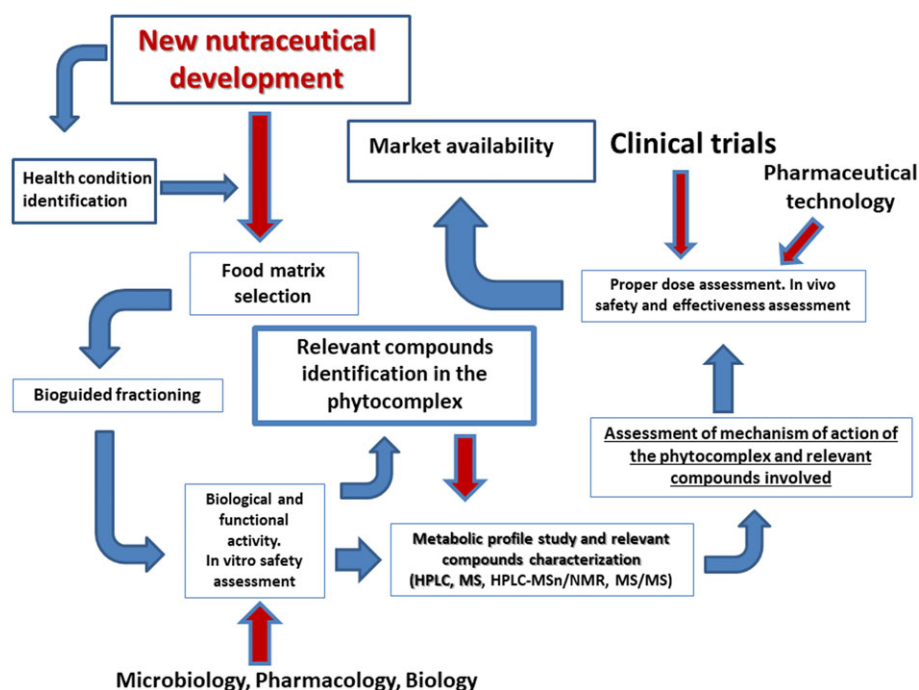 New nutraceutical
development
Health condition
identification
Food matrix
selection
Bioguided fractioning
Biological and
functional
activity.
In vitro safety
assessment
Microbiology, Pharmacology, Biology
Relevant compounds
identification in the
phytocomplex
Metabolic profile study and relevant
compounds characterization
(HPLC, MS, HPLC-MSn/NMR, MS/MS)
Assessment of mechanism of action of
the phytocomplex and relevant
compounds involved
Proper dose assessment. In vivo
safety and effectiveness assessment
Clinical trials
Pharmaceutical
technology
Market availability